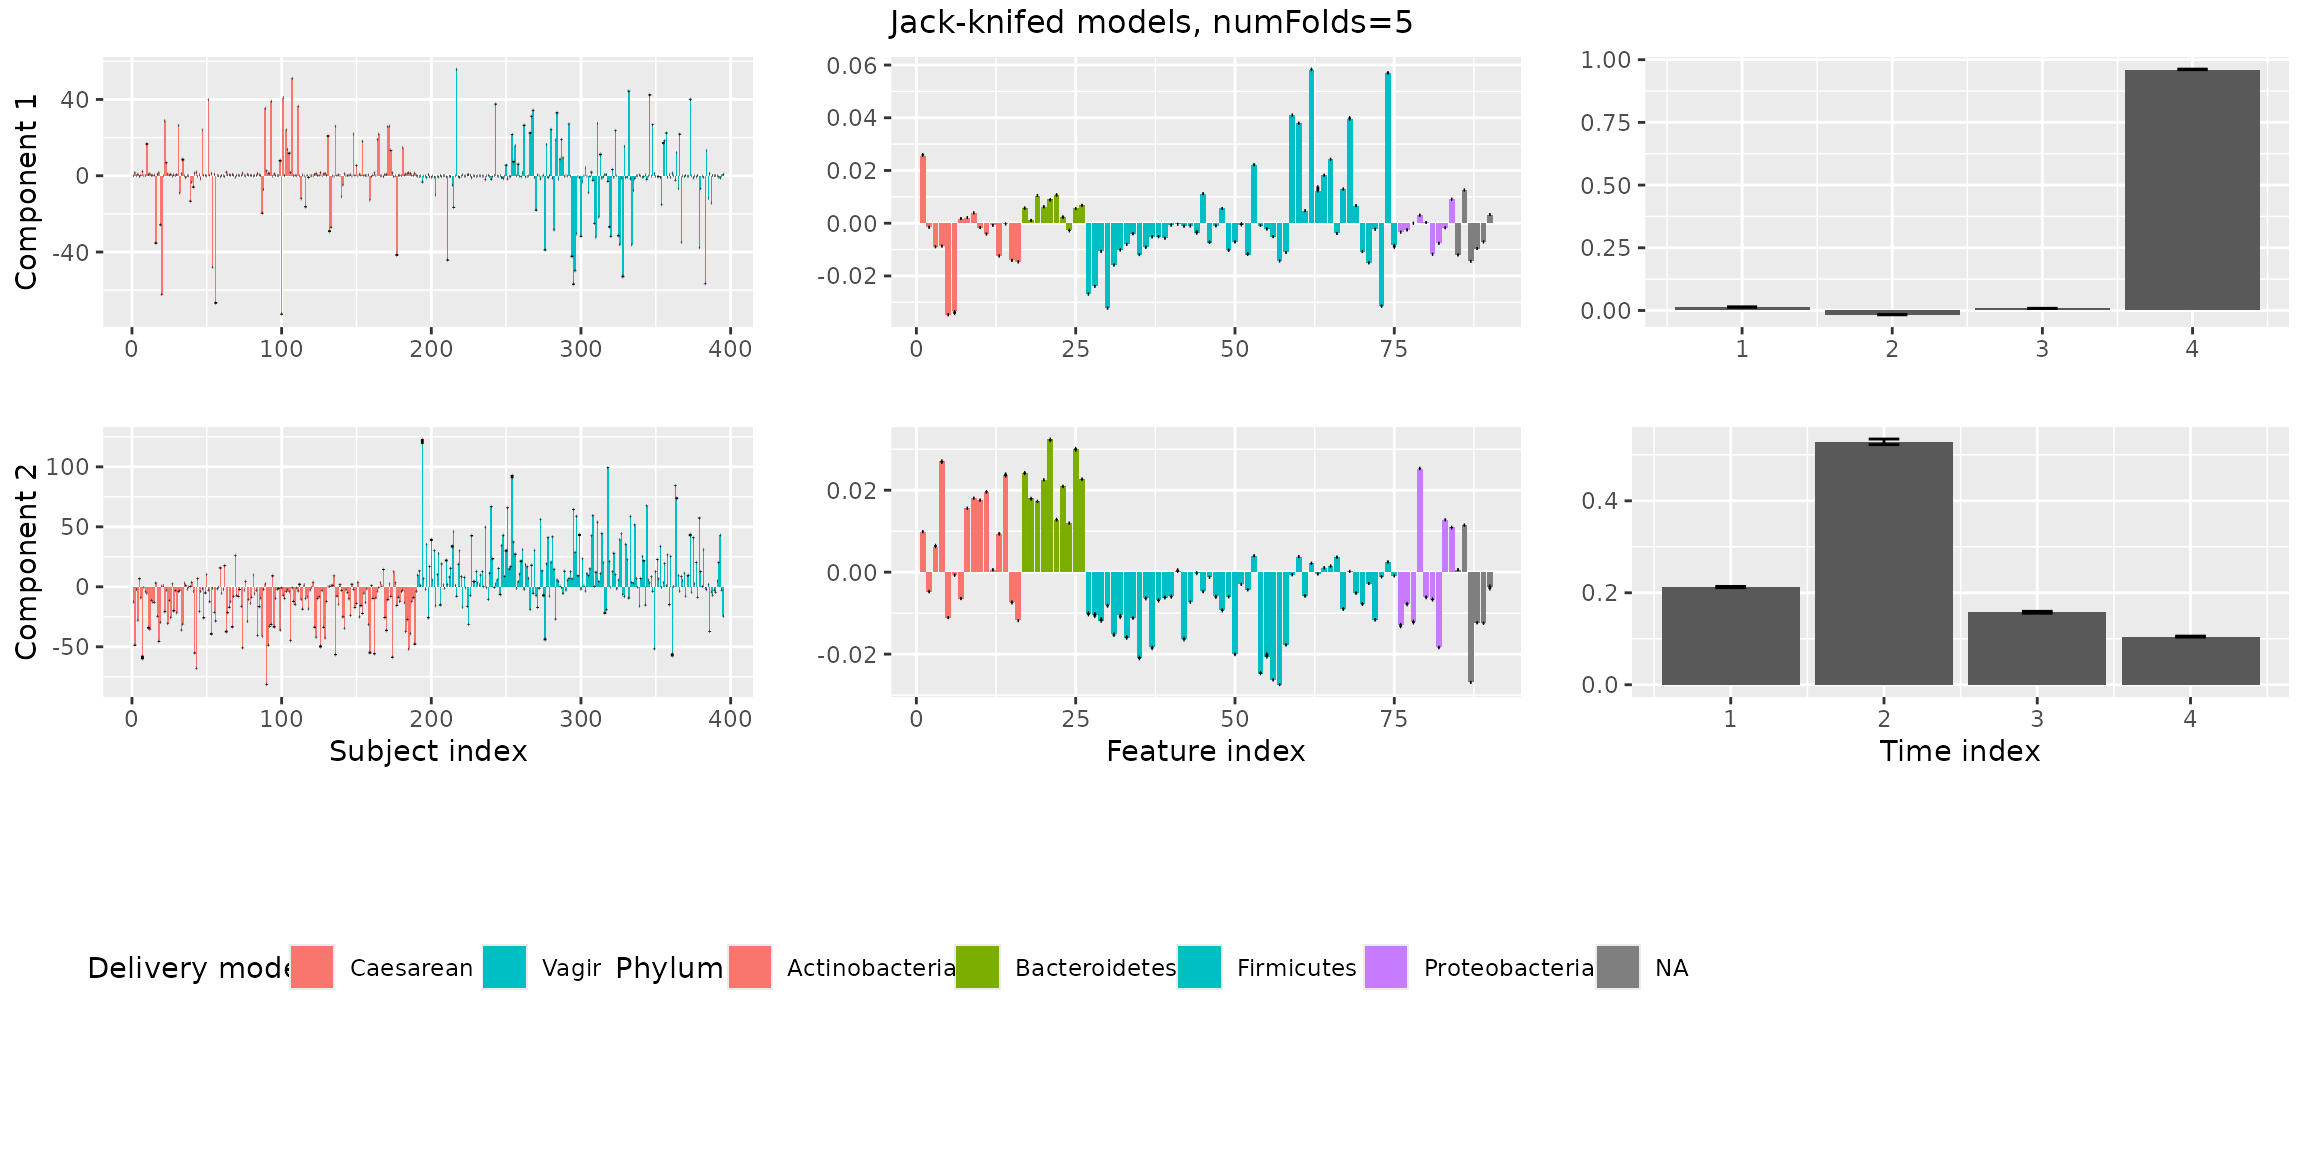 Jack-knifed models, numFolds=5
Component 1
40
0
-40
0 100 200 300 400
0.06
0.04
0.02
0.00
-0.02
0 25 50 75
1.00
0.75
0.50
0.25
0.00
1 2 3 4
Component 2
100
50
0
-50
0 100 200 300 400
Subject index
0.02
0.00
-0.02
0 25 50 75
Feature index
0.4
0.2
0.0
1 2 3 4
Time index
Delivery mode Caesarean Vagir Phylum Actinobacteria Bacteroidetes Firmicutes Proteobacteria NA